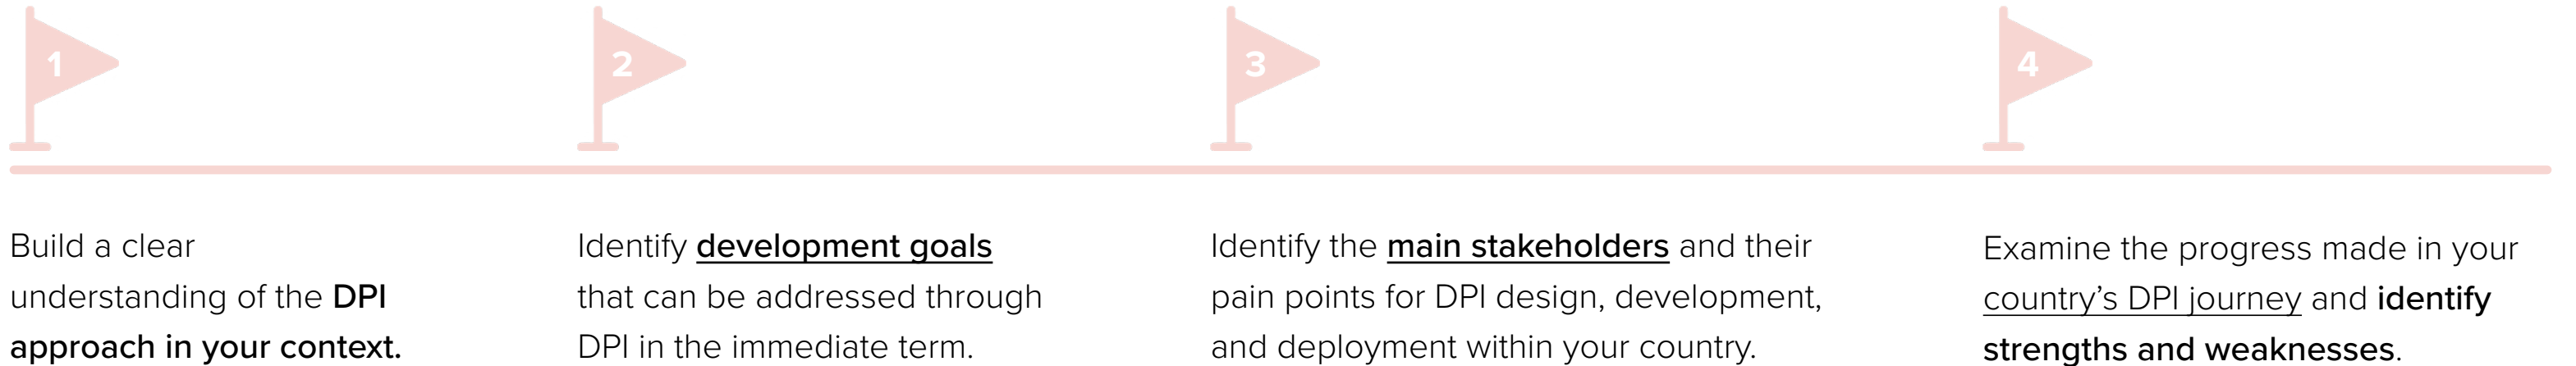 1
Build a clear
understanding of the DPI
approach in your context.
2
Identify development goals
that can be addressed through
DPI in the immediate term.
3
Identify the main stakeholders and their
pain points for DPI design, development,
and deployment within your country.
4
Examine the progress made in your
country’s DPI journey and identify
strengths and weaknesses.